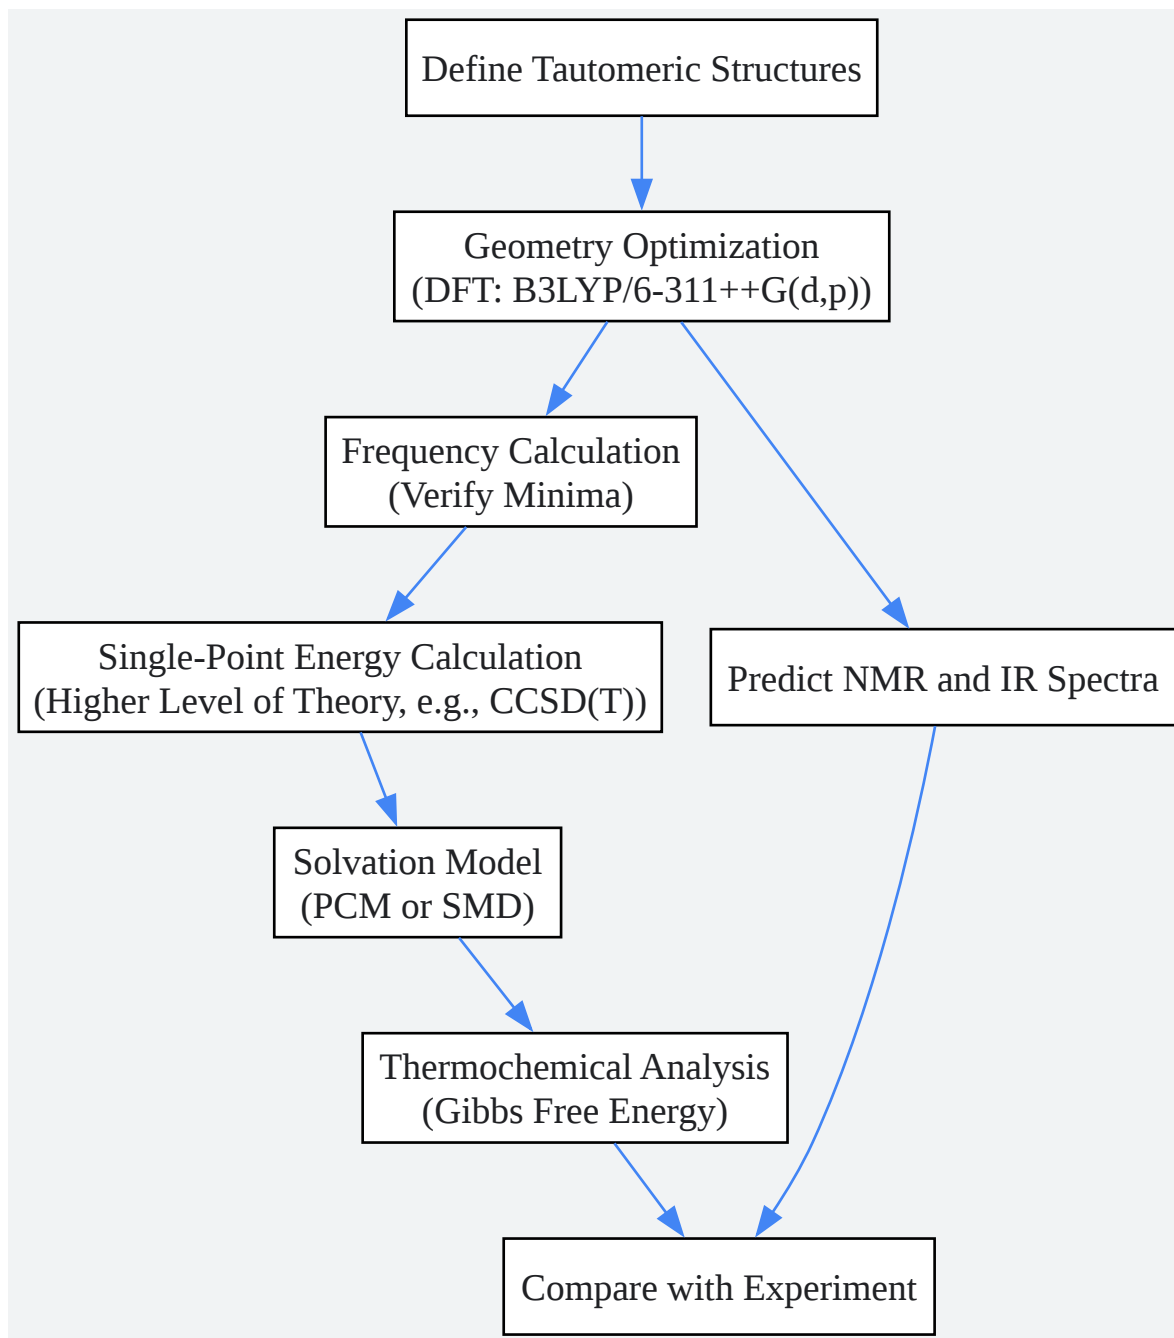 Define Tautomeric Structures
Geometry Optimization
(DFT: B3LYP/6-311++G(d,p))
Frequency Calculation
(Verify Minima)
Single-Point Energy Calculation
(Higher Level of Theory, e.g., CCSD(T))
Predict NMR and IR Spectra
Solvation Model
(PCM or SMD)
Thermochemical Analysis
(Gibbs Free Energy)
Compare with Experiment